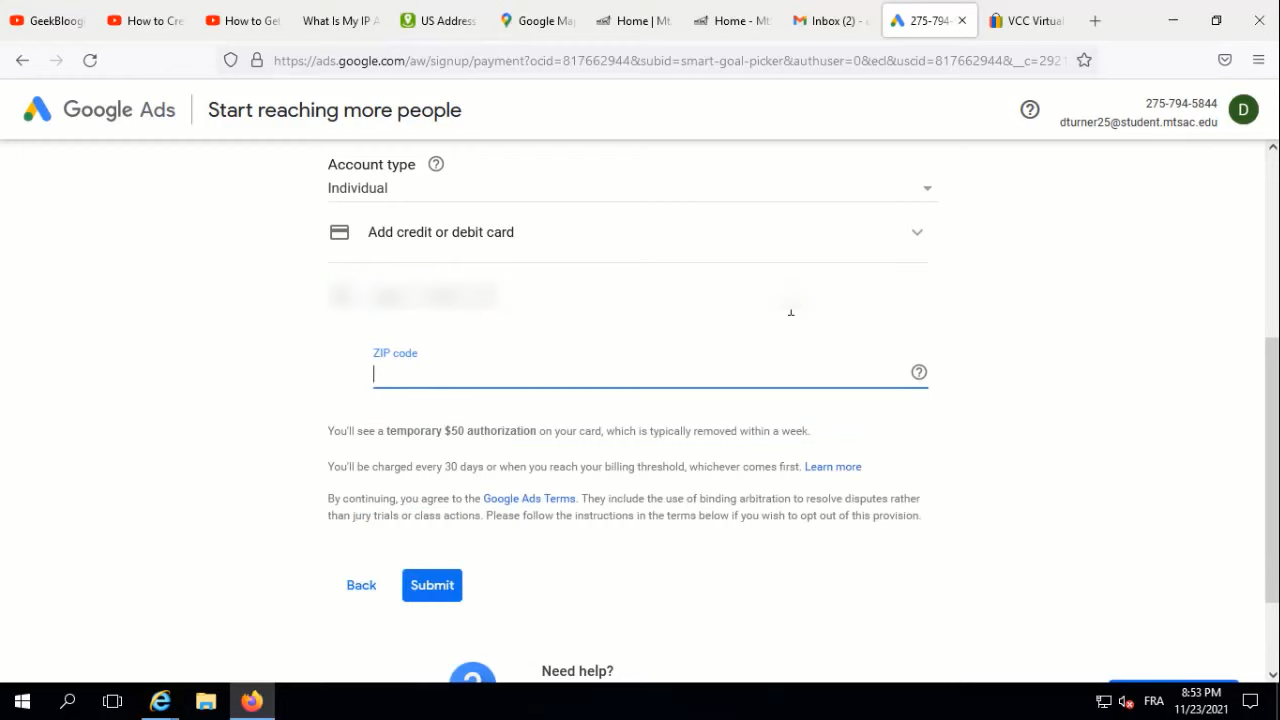 GeekBloog
How to Cre
How to Get
What Is My IP A
US Address
Google Ma
Home | Mt.
Home - Mt
Inbox (2) -
275-794-
VCC Virtual
https://ads.google.com/aw/signup/payment?ocid=817662944&subid=smart-goal-picker&authuser=0&ecl&uscid=817662944&__c=2921
Google Ads
Start reaching more people
275-794-5844
dturner25@student.mtsac.edu
D
Account type
Individual
Add credit or debit card
ZIP code
You'll see a temporary $50 authorization on your card, which is typically removed within a week.
You'll be charged every 30 days or when you reach your billing threshold, whichever comes first. Learn more
By continuing, you agree to the Google Ads Terms. They include the use of binding arbitration to resolve disputes rather
than jury trials or class actions. Please follow the instructions in the terms below if you wish to opt out of this provision.
Back
Submit
Need help?
FRA
8:53 PM
11/23/2021